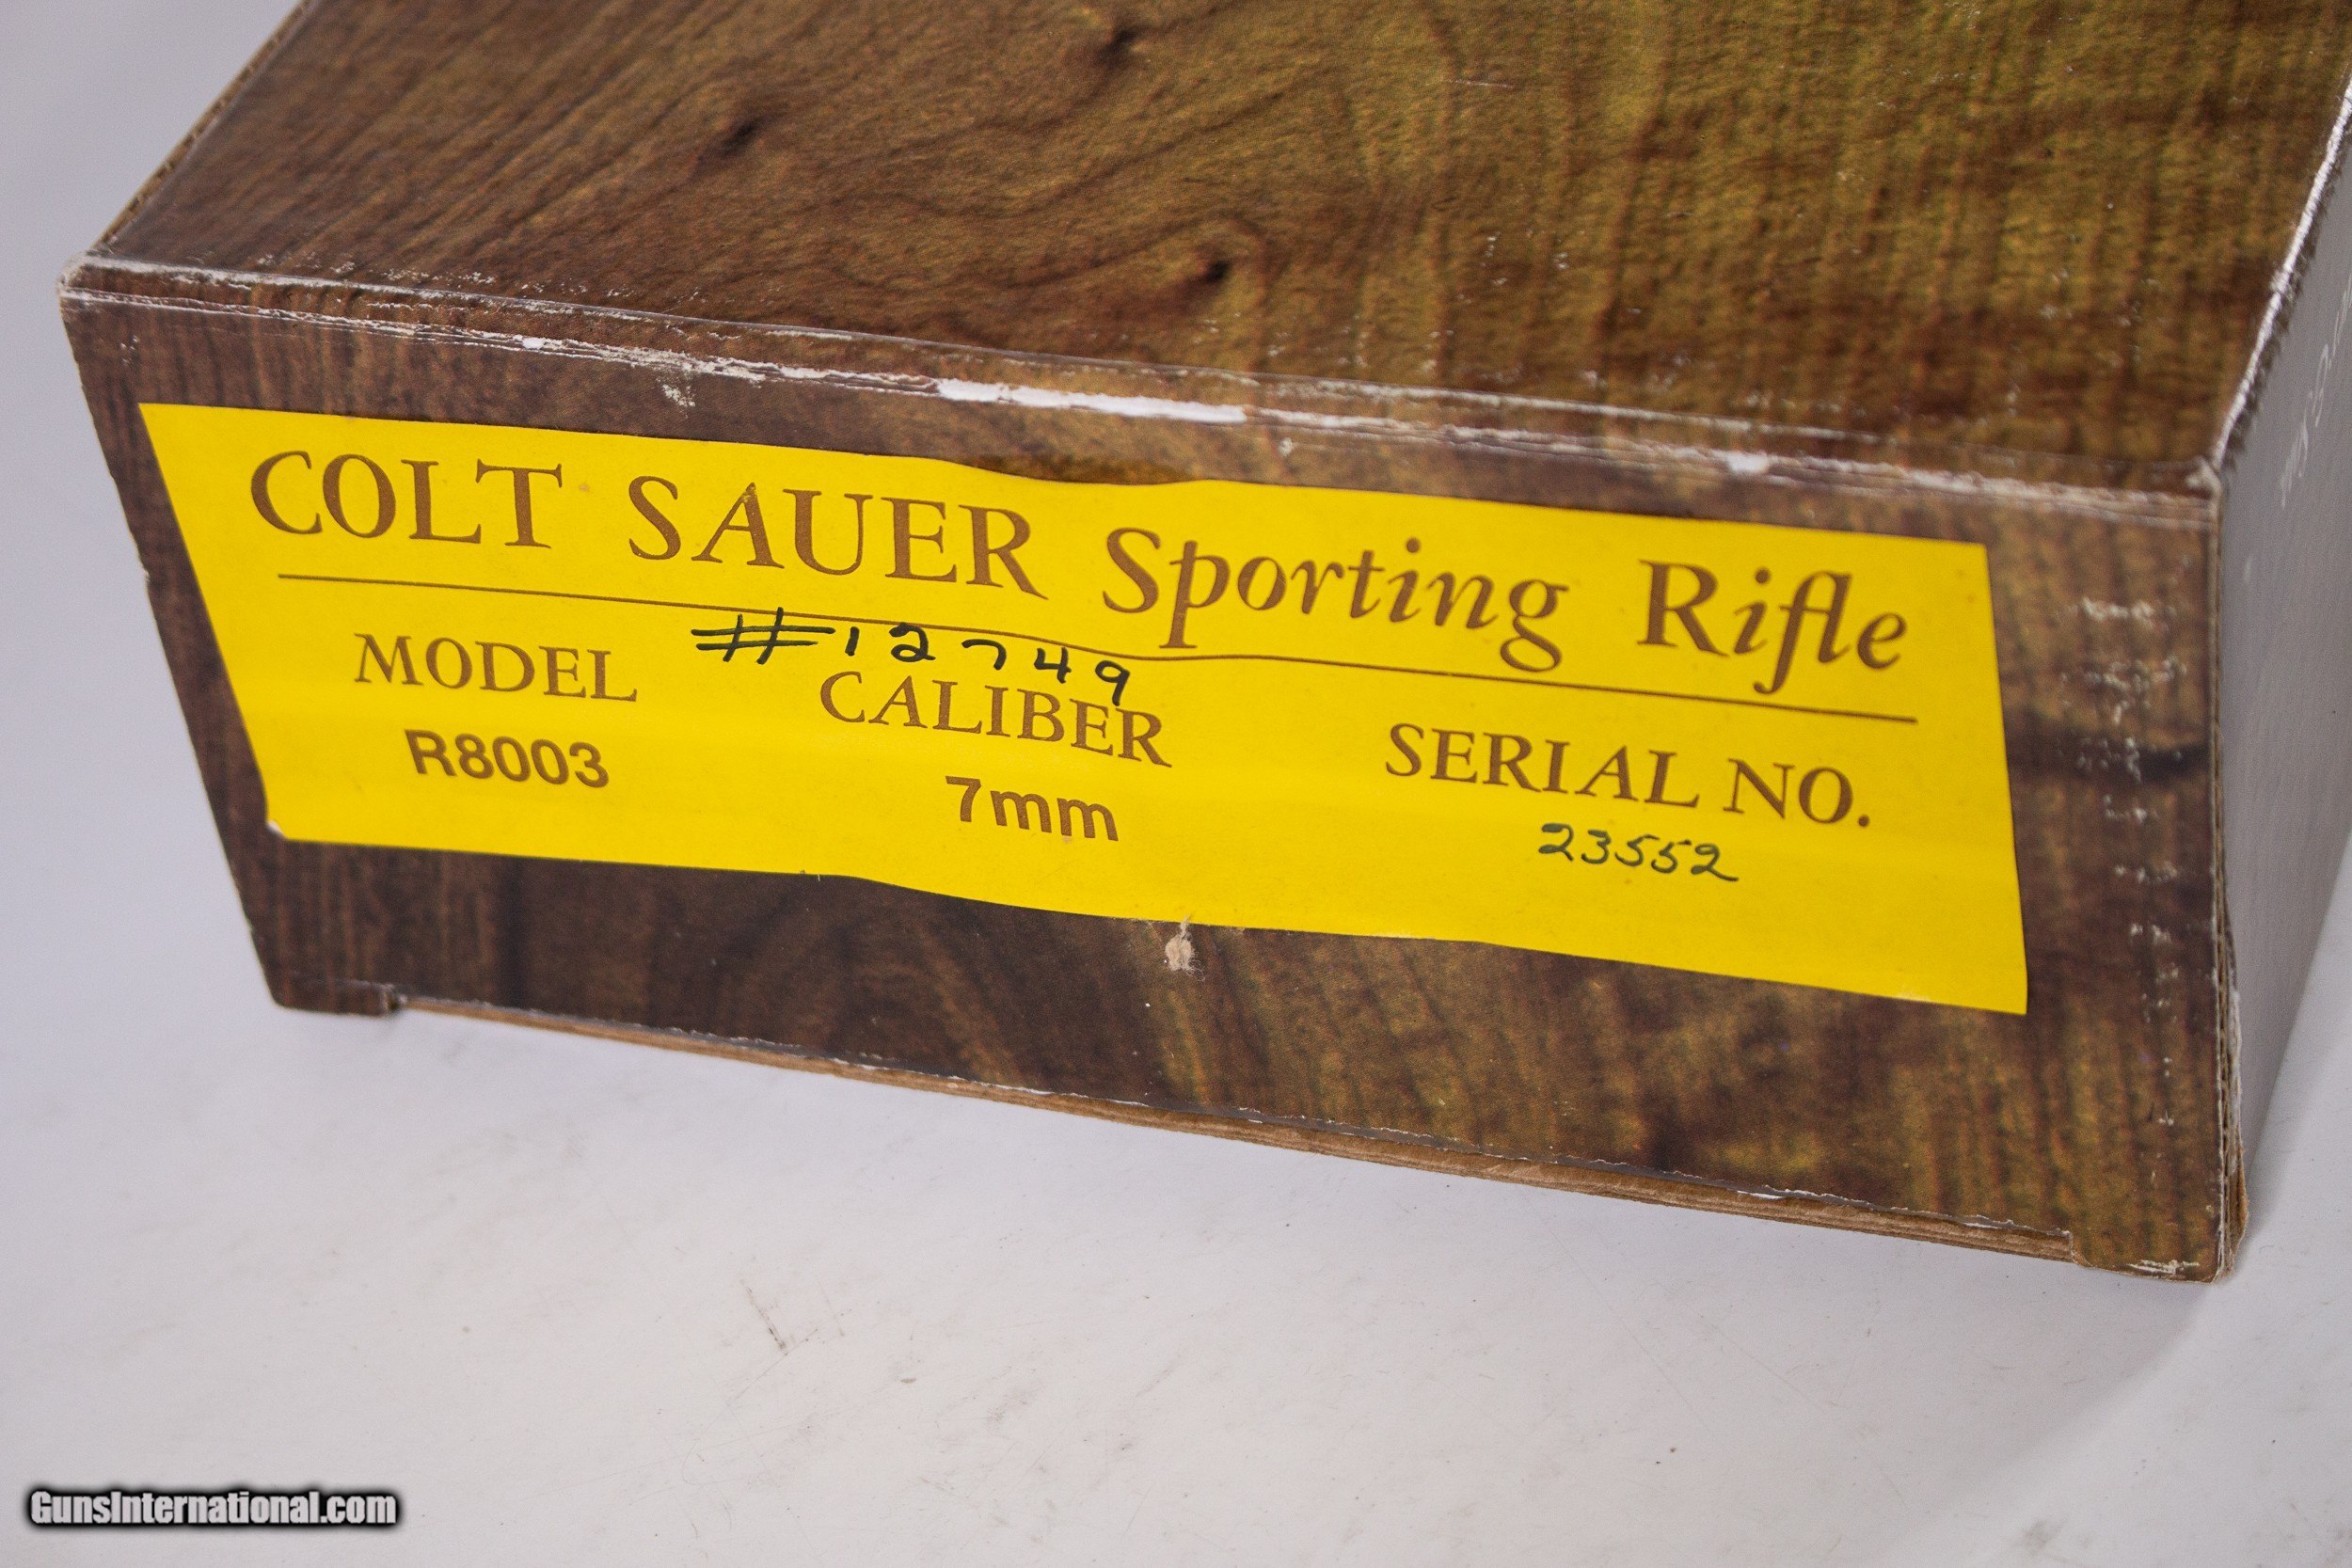 COLT SAUER Sporting Rifle
#12749
MODEL CALIBER SERIAL NO.
R8003 7mm 23552
GunsInternational.com